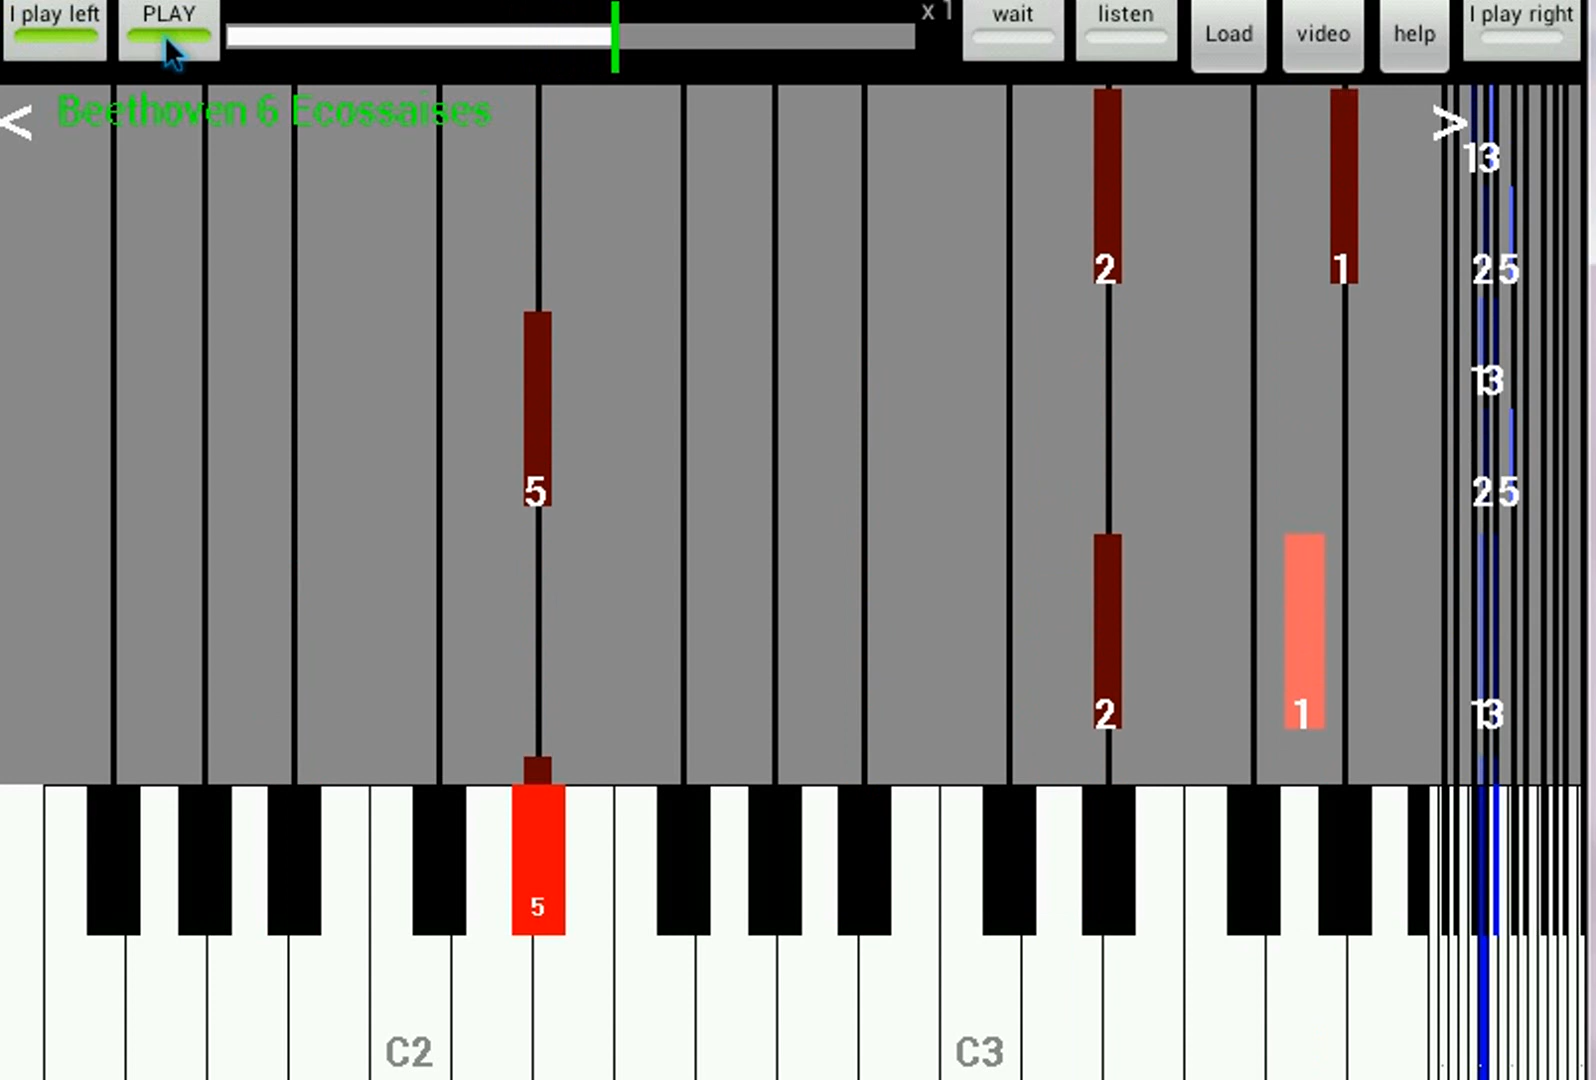 I play left PLAY x 1 wait listen Load video help I play right
< Beethoven 6 Ecossaises >
13
2 1 25
13
5 25
2 1 13
5
C2 C3